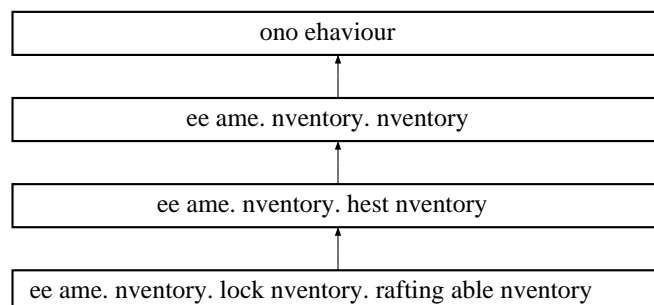 ono ehaviour
ee ame. nventory. nventory
ee ame. nventory. hest nventory
ee ame. nventory. lock nventory. rafting able nventory